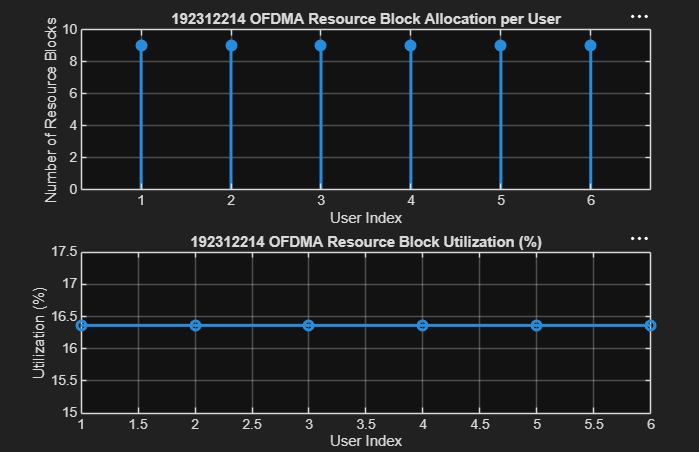 192312214 OFDMA Resource Block Allocation per User
Number of Resource Blocks
10
8
6
4
2
0
1 2 3 4 5 6
User Index
192312214 OFDMA Resource Block Utilization (%)
Utilization (%)
17.5
17
16.5
16
15.5
15
1 1.5 2 2.5 3 3.5 4 4.5 5 5.5 6
User Index